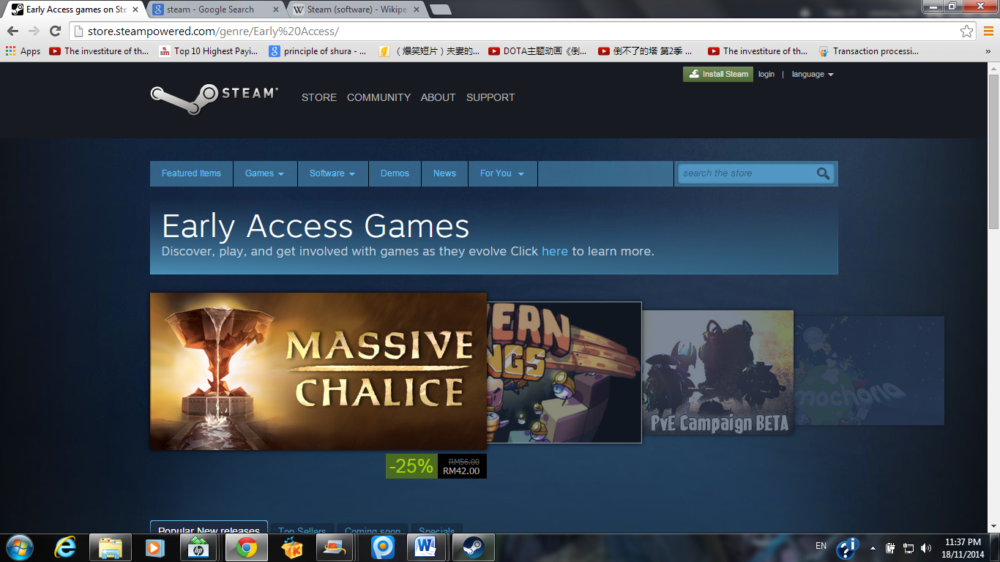 Early Access games on Ste
steam - Google Search
Steam (software) - Wikipe
store.steampowered.com/genre/Early%20Access/
Apps
The investiture of th...
Top 10 Highest Payi...
principle of shura - ...
（爆笑短片）夫妻的...
DOTA主题动画《倒...
倒不了的塔 第2季 ...
The investiture of th...
Transaction processi...
»
Install Steam
login | language
STEAM
STORE COMMUNITY ABOUT SUPPORT
Featured Items
Games
Software
Demos
News
For You
search the store
Early Access Games
Discover, play, and get involved with games as they evolve Click here to learn more.
MASSIVE
CHALICE
ERN
NGS
PvE Campaign BETA
mochoria
-25%
RM56.00
RM42.00
Popular New releases
Top Sellers
Coming soon
Specials
EN
11:37 PM
18/11/2014